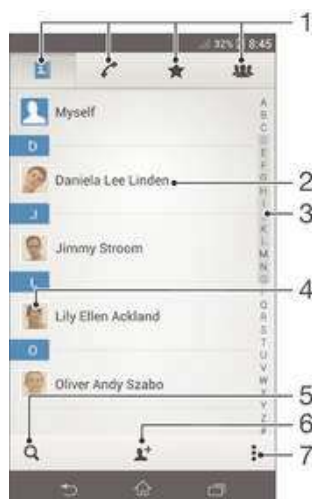 1
32% 8:45
Myself
D
Daniela Lee Linden
2
J
3
Jimmy Stroom
L
4
Lily Ellen Ackland
O
Oliver Andy Szabo
5
6
7
A
B
C
D
E
F
G
H
I
J
K
L
M
N
O
Q
R
S
T
U
V
W
X
Y
Z
#